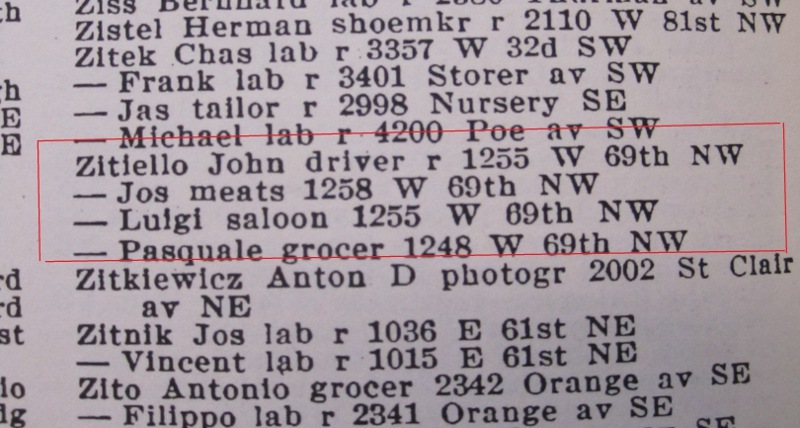 Zitel Herman shoemkr r 2110 W 81st NW
Zitek Chas lab r 3357 W 32d SW
— Frank lab r 3401 Storer av SW
— Jas tailor r 2998 Nursery SE
— Michael lab r 4200 Poe av SW
Zitiello John driver r 1255 W 69th NW
— Jos meats 1258 W 69th NW
— Luigi saloon 1255 W 69th NW
— Pasquale grocer 1248 W 69th NW
Zitkiewicz Anton D photogr 2002 St Clair
av NE
Zitnik Jos lab r 1036 E 61st NE
— Vincent lab r 1015 E 61st NE
Zito Antonio grocer 2342 Orange av SE
— Filippo lab r 2341 Orange av SE